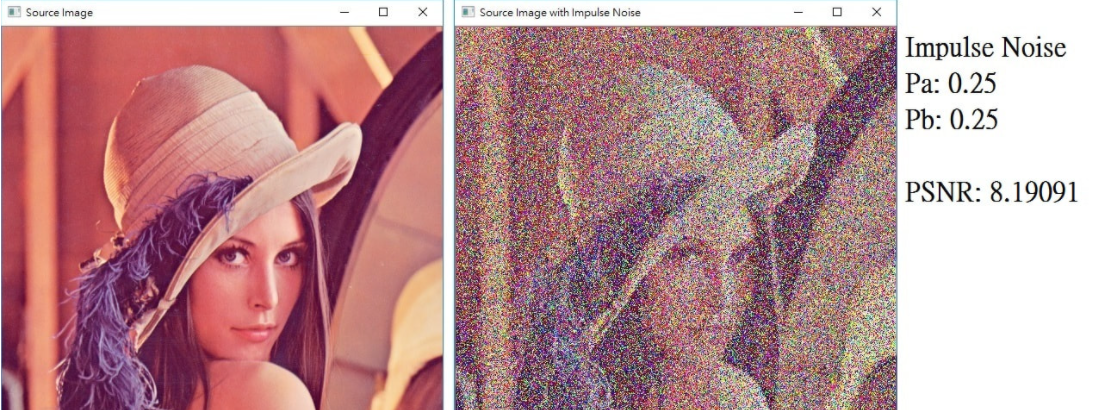 Source Image
Source Image with Impulse Noise
Impulse Noise
Pa: 0.25
Pb: 0.25
PSNR: 8.19091